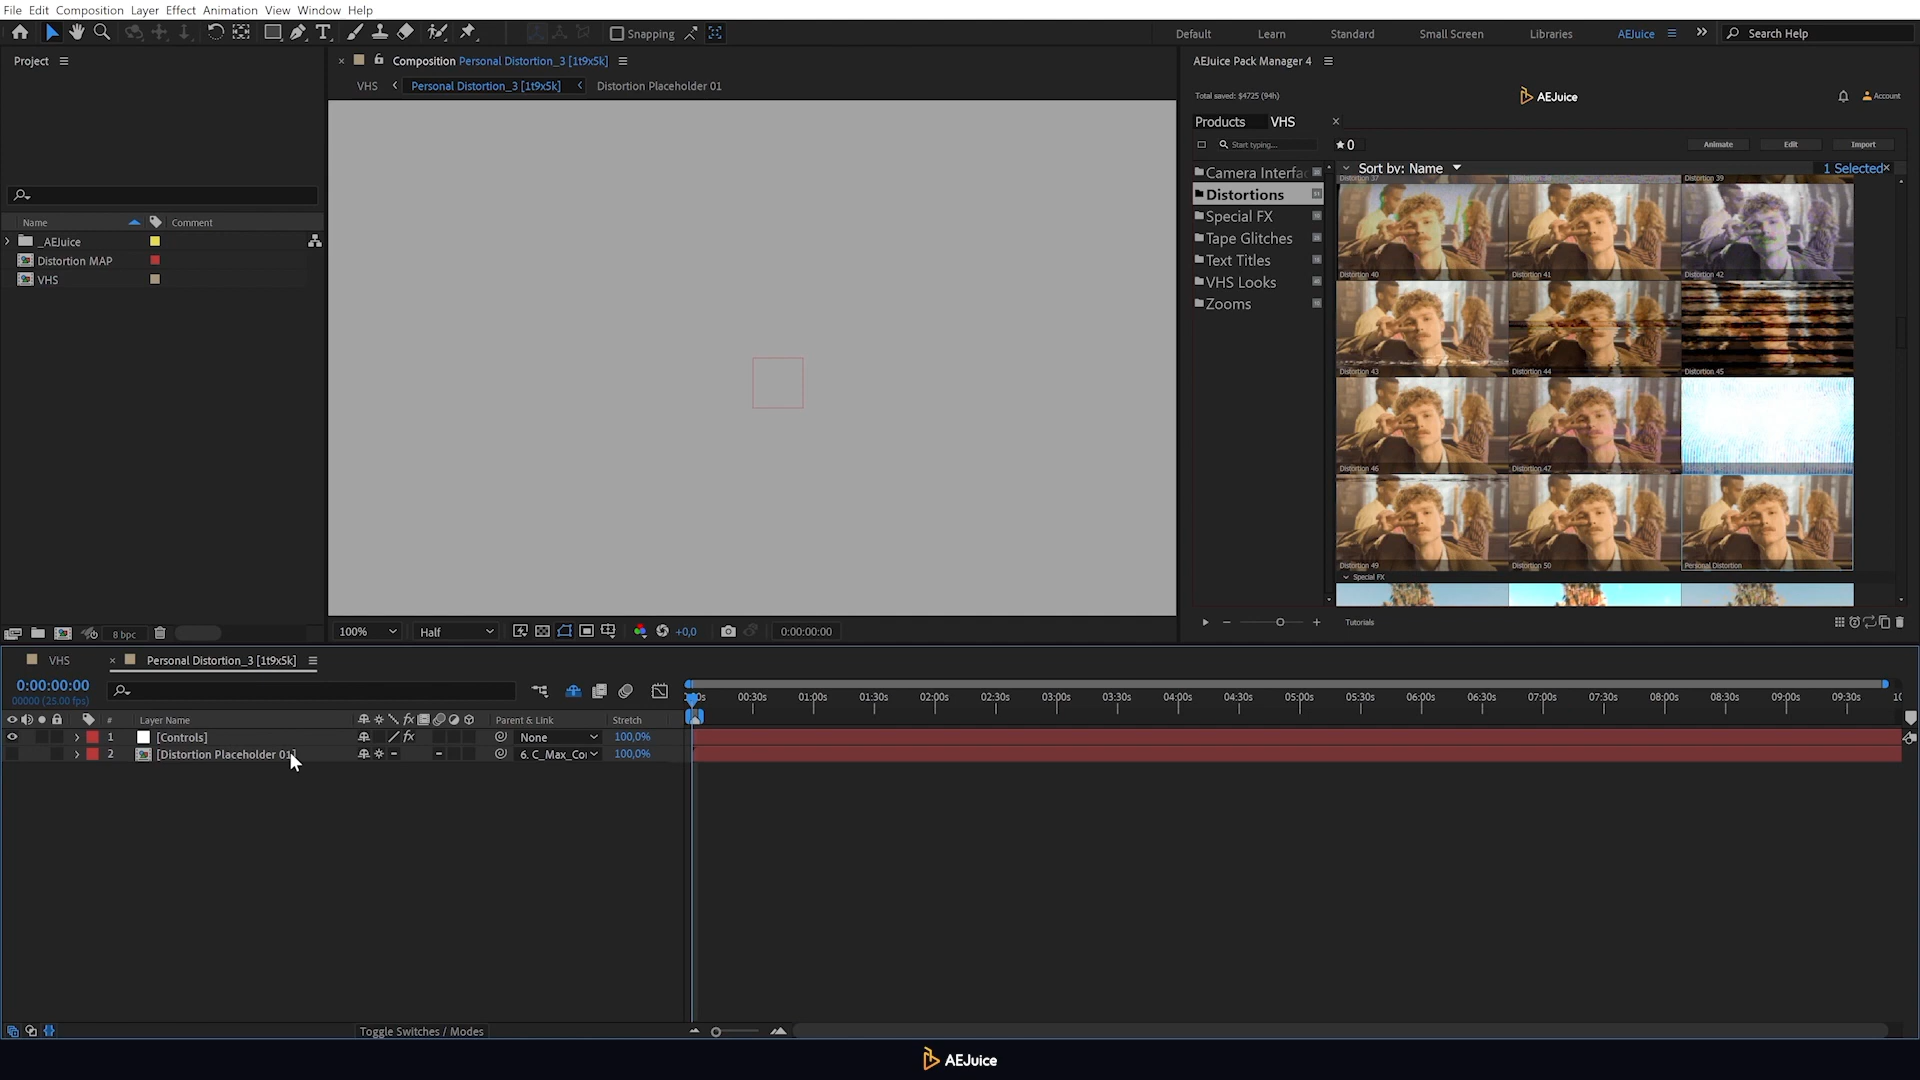 File Edit Composition Layer Effect Animation View Window Help
Snapping
Default Learn Standard Small Screen Libraries AEJuice Search Help
Project
Composition Personal Distortion_3 [1t9x5k]
AEJuice Pack Manager 4
VHS Personal Distortion_3 [1t9x5k] Distortion Placeholder 01
Total saved: $4725 (94h)
AEJuice
Account
Products VHS
Start typing...
0
Animate Edit Import
Sort by: Name
1 Selected
Camera Interfac
Distortions
Special FX
Tape Glitches
Text Titles
VHS Looks
Zooms
Distortion 37 Distortion 39
Distortion 40 Distortion 41 Distortion 42
Distortion 43 Distortion 44 Distortion 45
Distortion 46 Distortion 47
Distortion 49 Distortion 50 Personal Distortion
Special FX
Tutorials
Name Comment
_AEJuice
Distortion MAP
VHS
8 bpc
100% Half +0,0 0:00:00:00
VHS Personal Distortion_3 [1t9x5k]
0:00:00:00
00000 (25.00 fps)
00:30s 01:00s 01:30s 02:00s 02:30s 03:00s 03:30s 04:00s 04:30s 05:00s 05:30s 06:00s 06:30s 07:00s 07:30s 08:00s 08:30s 09:00s 09:30s 10
# Layer Name Parent & Link Stretch
1 [Controls] None 100,0%
2 [Distortion Placeholder 01] 6. C_Max_Co 100,0%
Toggle Switches / Modes
AEJuice